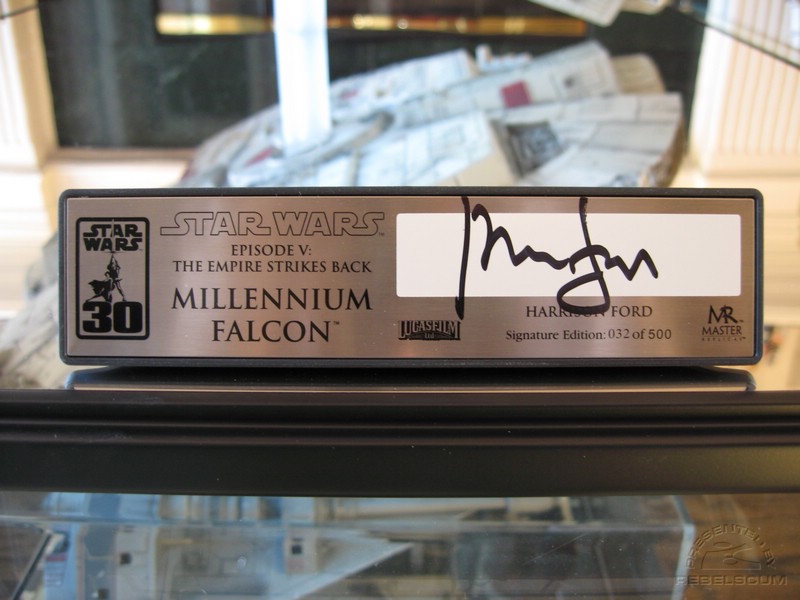 STAR WARS
30
STAR WARS™
EPISODE V:
THE EMPIRE STRIKES BACK
MILLENNIUM
FALCON™
LUCASFILM
Ltd
HARRISON FORD
Signature Edition: 032 of 500
MR
MASTER
REPLICAS
PRESENTED BY
REBELSCUM